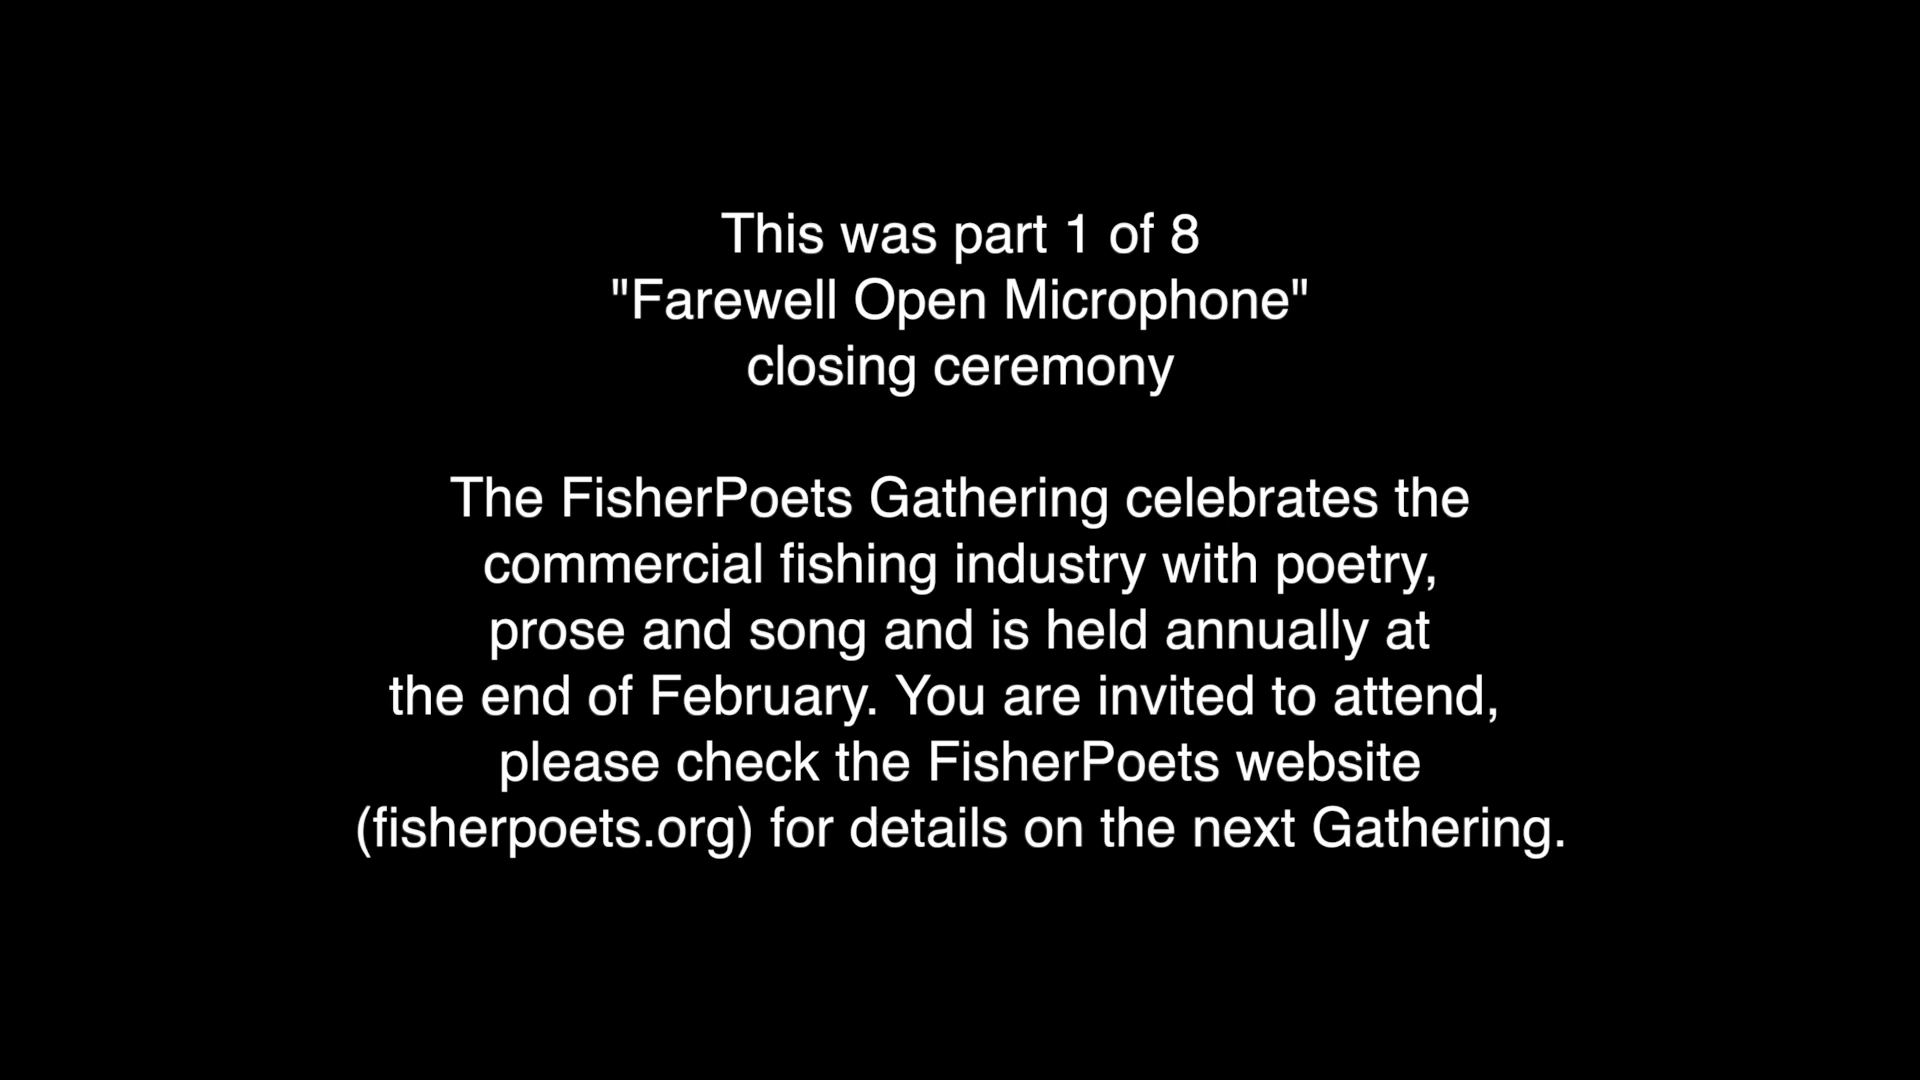 This was part 1 of 8
"Farewell Open Microphone"
closing ceremony
The FisherPoets Gathering celebrates the
commercial fishing industry with poetry,
prose and song and is held annually at
the end of February. You are invited to attend,
please check the FisherPoets website
(fisherpoets.org) for details on the next Gathering.